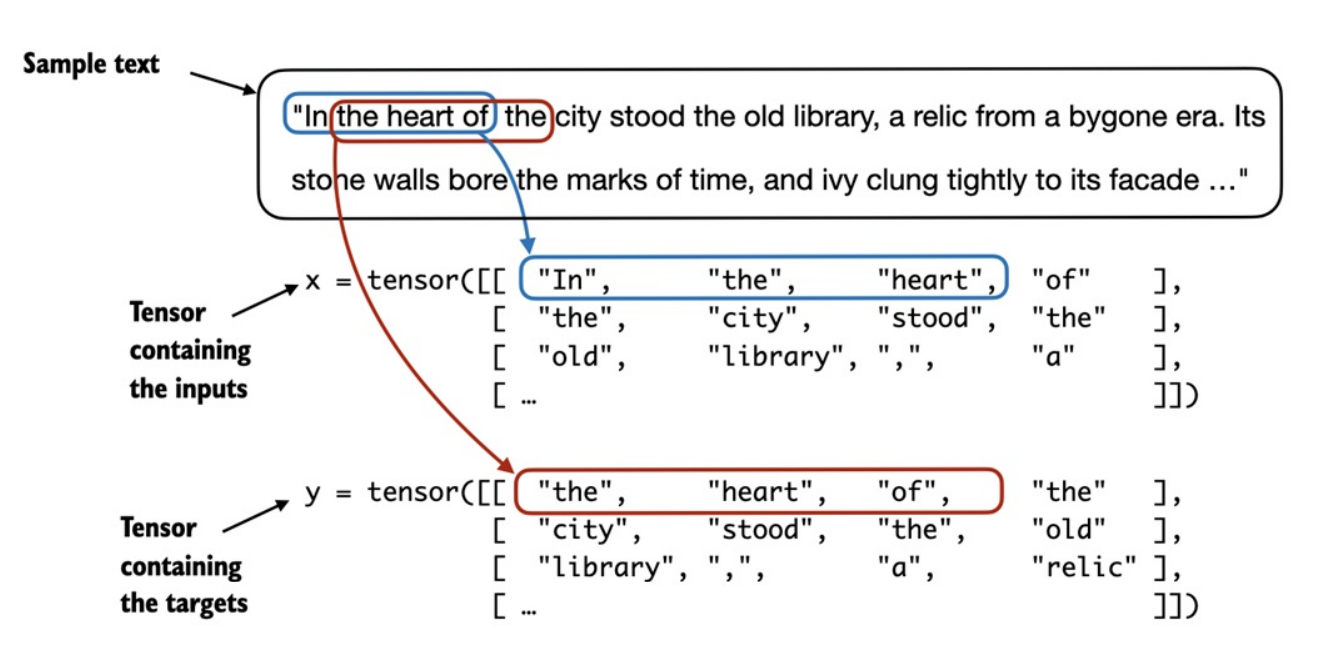 Sample text
"In the heart of the city stood the old library, a relic from a bygone era. Its
stone walls bore the marks of time, and ivy clung tightly to its facade …"
x = tensor([[ "In", "the", "heart", "of" ],
[ "the", "city", "stood", "the" ],
[ "old", "library", ",", "a" ],
[ … ]])
Tensor
containing
the inputs
y = tensor([[ "the", "heart", "of", "the" ],
[ "city", "stood", "the", "old" ],
[ "library", ",", "a", "relic" ],
[ … ]])
Tensor
containing
the targets